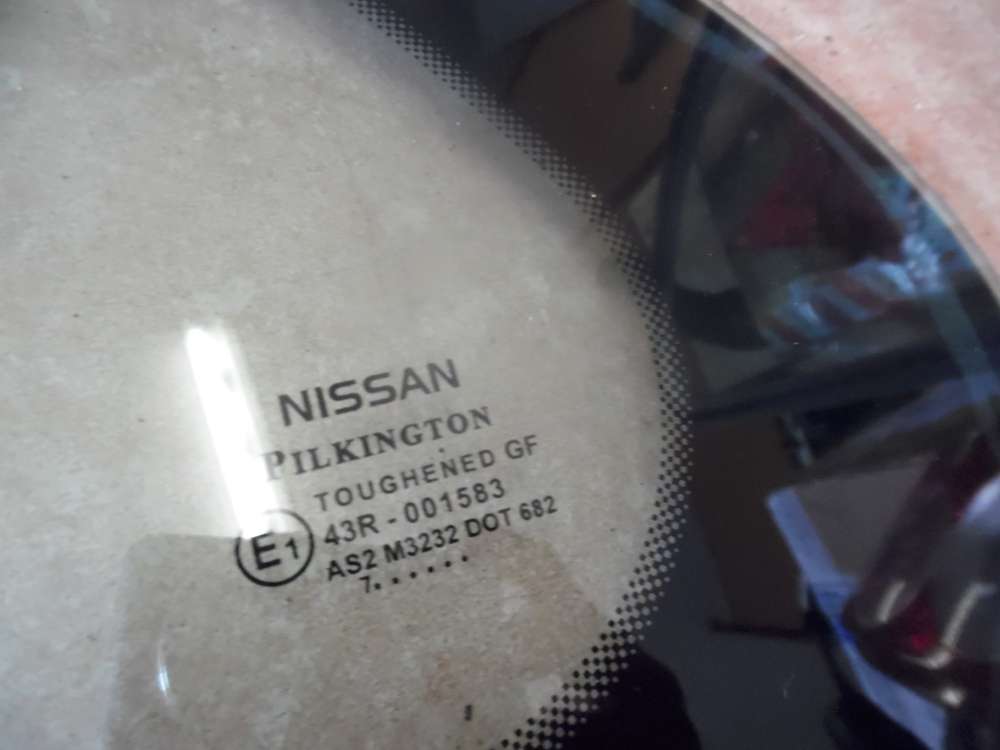 NISSAN
PILKINGTON
TOUGHENED GF
E1 43R - 001583
AS2 M3232 DOT 682
7. . . . . .